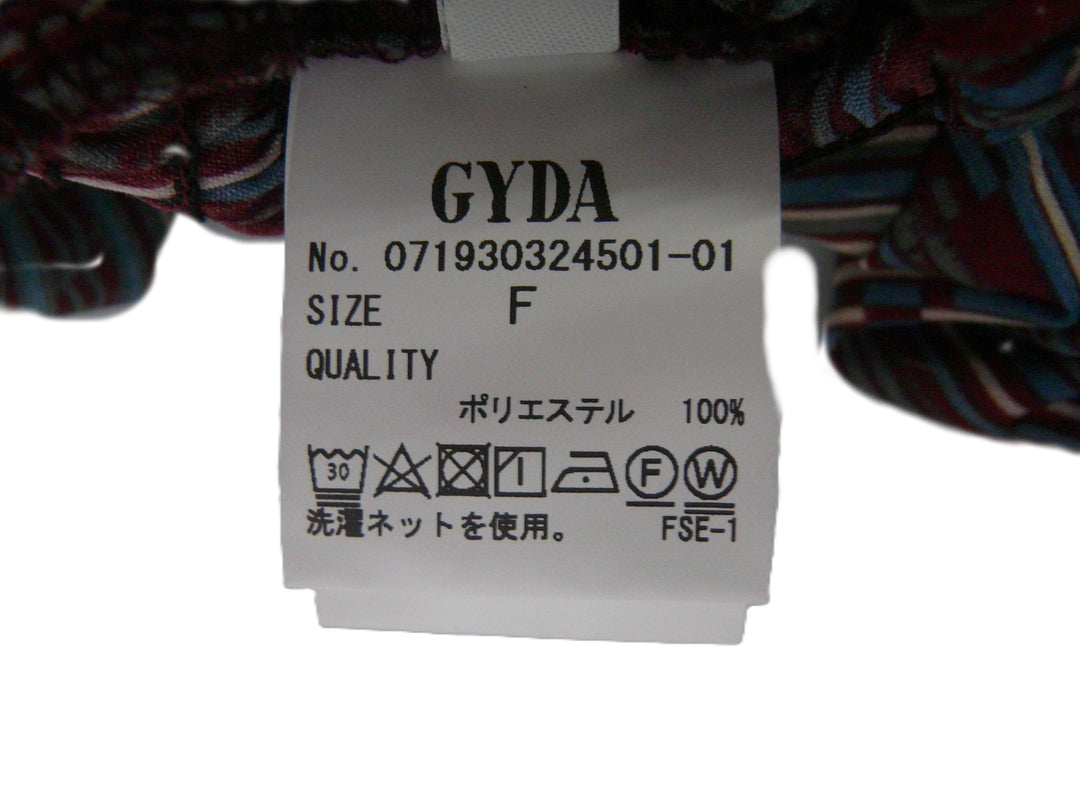 GYDA
No. 071930324501-01
SIZE F
QUALITY
ポリエステル 100%
30 F W
洗濯ネットを使用。 FSE-1